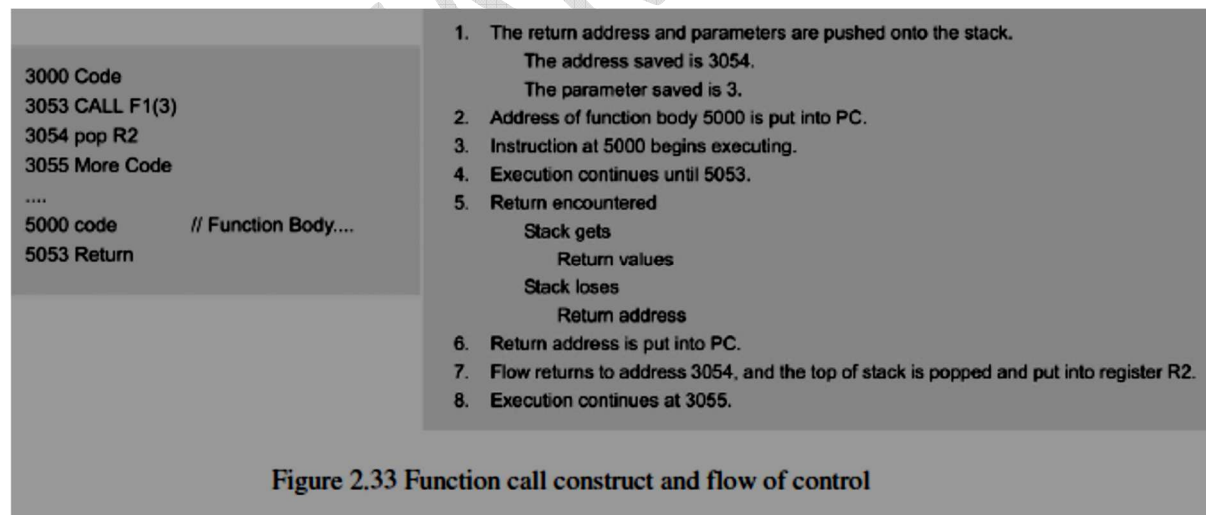 3000 Code
3053 CALL F1(3)
3054 pop R2
3055 More Code
....
5000 code // Function Body....
5053 Return
1. The return address and parameters are pushed onto the stack.
The address saved is 3054.
The parameter saved is 3.
2. Address of function body 5000 is put into PC.
3. Instruction at 5000 begins executing.
4. Execution continues until 5053.
5. Return encountered
Stack gets
Return values
Stack loses
Return address
6. Return address is put into PC.
7. Flow returns to address 3054, and the top of stack is popped and put into register R2.
8. Execution continues at 3055.
Figure 2.33 Function call construct and flow of control